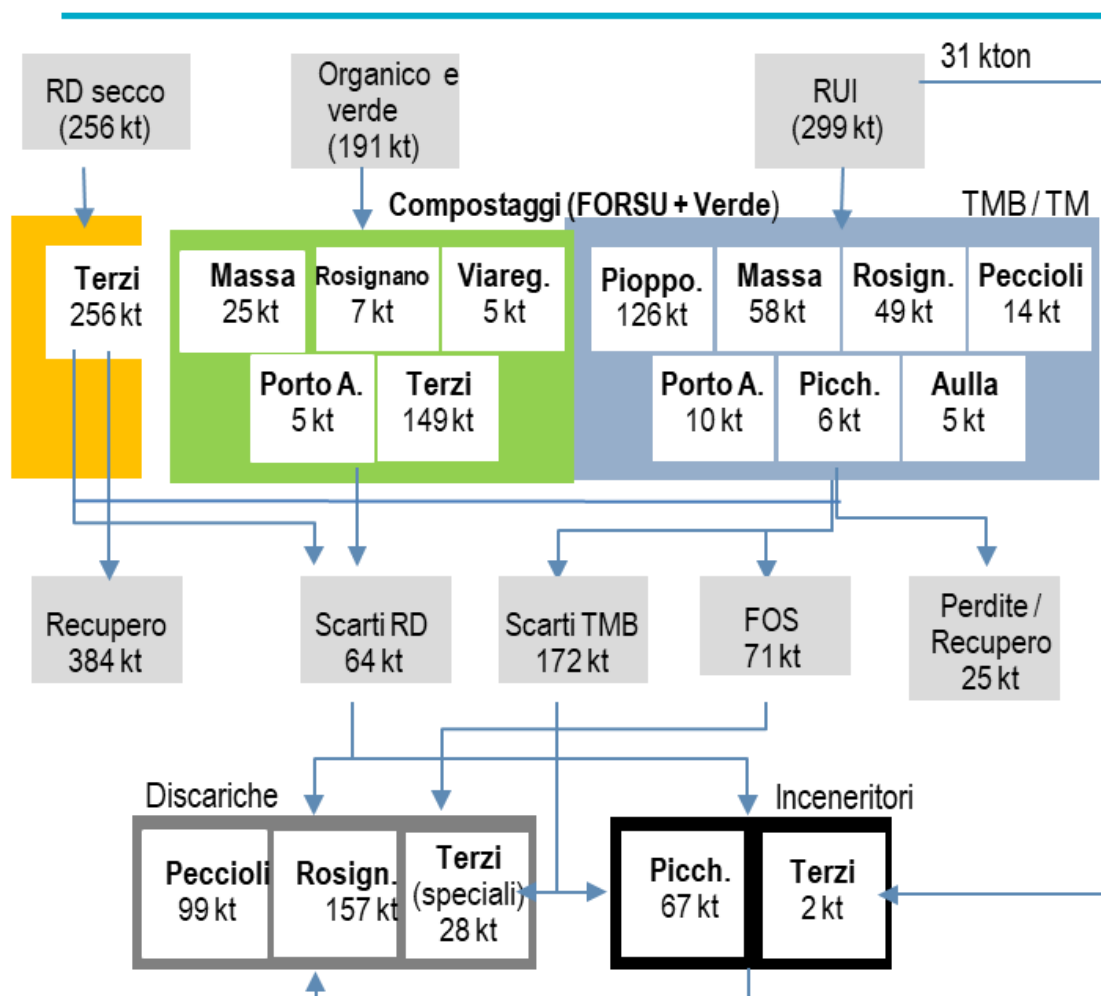 31 kton
RD secco
(256 kt)
Organico e
verde
(191 kt)
RUI
(299 kt)
Compostaggi (FORSU + Verde)
TMB / TM
Terzi
256 kt
Massa
25 kt
Rosignano
7 kt
Viareg.
5 kt
Porto A.
5 kt
Terzi
149 kt
Pioppo.
126 kt
Massa
58 kt
Rosign.
49 kt
Peccioli
14 kt
Porto A.
10 kt
Picch.
6 kt
Aulla
5 kt
Recupero
384 kt
Scarti RD
64 kt
Scarti TMB
172 kt
FOS
71 kt
Perdite /
Recupero
25 kt
Discariche
Peccioli
99 kt
Rosign.
157 kt
Terzi
(speciali)
28 kt
Inceneritori
Picch.
67 kt
Terzi
2 kt